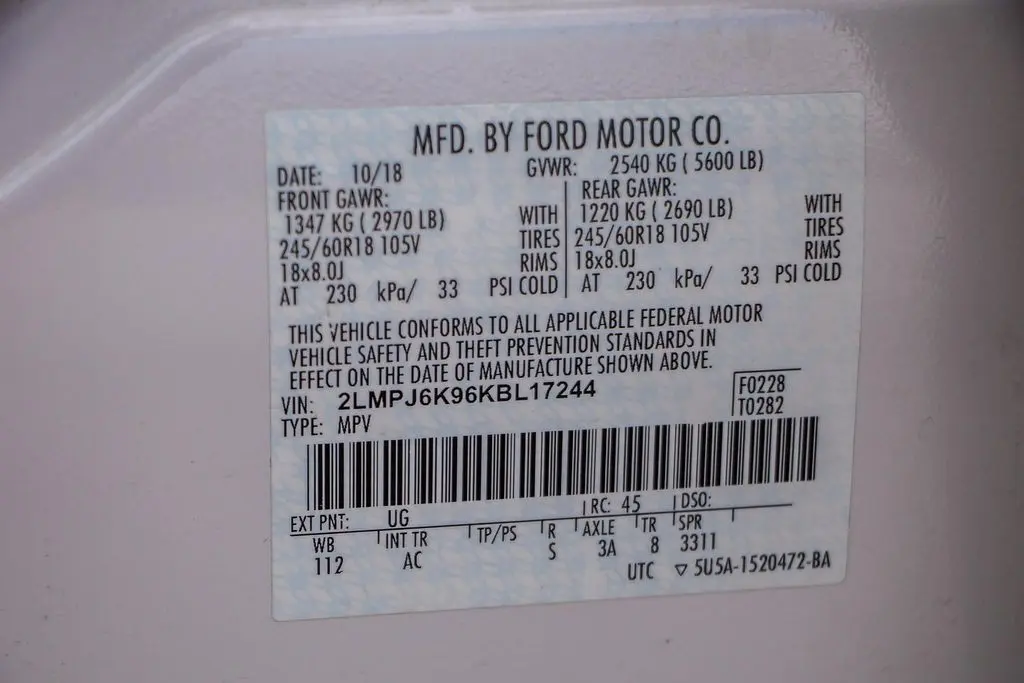 MFD. BY FORD MOTOR CO.
DATE: 10/18 GVWR: 2540 KG ( 5600 LB)
FRONT GAWR: REAR GAWR:
1347 KG ( 2970 LB) WITH 1220 KG ( 2690 LB) WITH
245/60R18 105V TIRES 245/60R18 105V TIRES
18x8.0J RIMS 18x8.0J RIMS
AT 230 kPa/ 33 PSI COLD AT 230 kPa/ 33 PSI COLD
THIS VEHICLE CONFORMS TO ALL APPLICABLE FEDERAL MOTOR
VEHICLE SAFETY AND THEFT PREVENTION STANDARDS IN
EFFECT ON THE DATE OF MANUFACTURE SHOWN ABOVE.
VIN: 2LMPJ6K96KBL17244 F0228
TYPE: MPV T0282
EXT PNT: UG RC: 45 DSO:
WB INT TR TP/PS R AXLE TR SPR
112 AC S 3A 8 3311
UTC ▽ 5U5A-1520472-BA